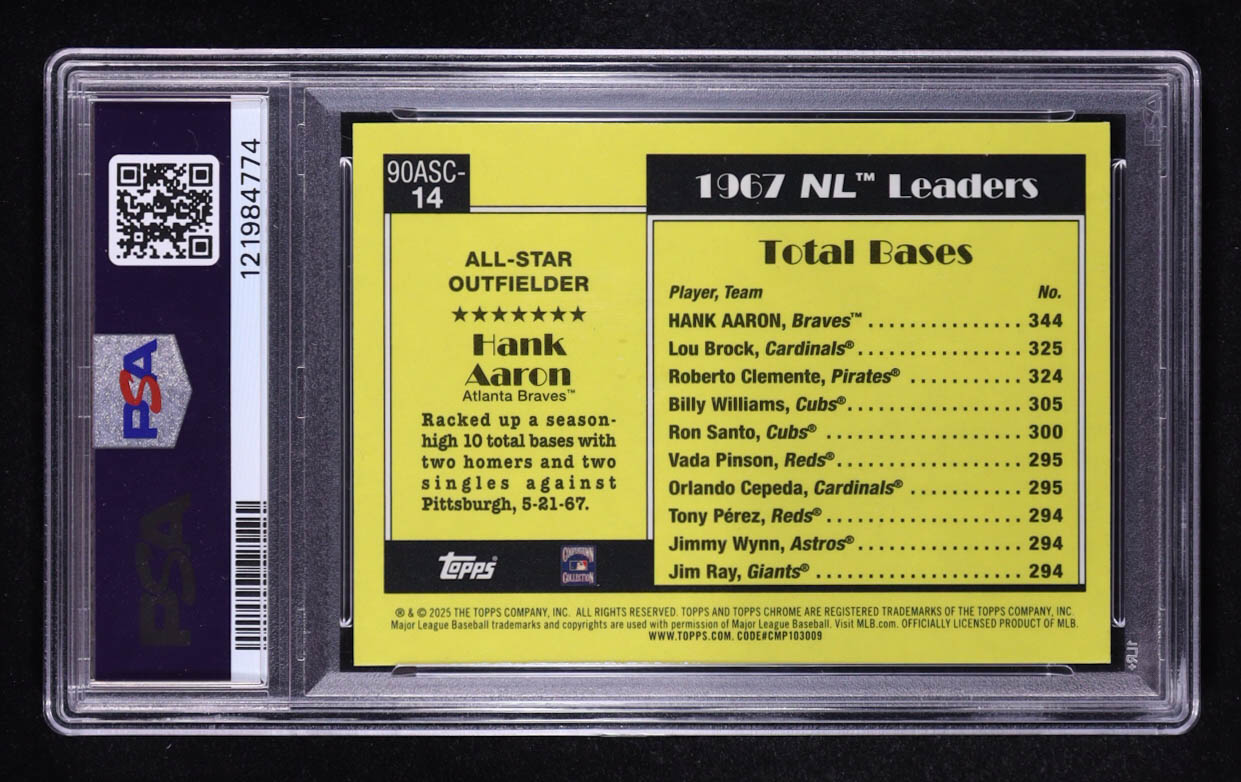 121984774
PSA
PSA
90ASC-
14
ALL-STAR
OUTFIELDER
★★★★★★★
Hank
Aaron
Atlanta Braves™
Racked up a season-
high 10 total bases with
two homers and two
singles against
Pittsburgh, 5-21-67.
Topps®
COOPERSTOWN
COLLECTION
1967 NL™ Leaders
Total Bases
Player, Team No.
HANK AARON, Braves™ ............... 344
Lou Brock, Cardinals®................ 325
Roberto Clemente, Pirates® ........... 324
Billy Williams, Cubs®................. 305
Ron Santo, Cubs® ................... 300
Vada Pinson, Reds®.................. 295
Orlando Cepeda, Cardinals® ........... 295
Tony Pérez, Reds® ................... 294
Jimmy Wynn, Astros®................ 294
Jim Ray, Giants® .................... 294
® & © 2025 THE TOPPS COMPANY, INC. ALL RIGHTS RESERVED. TOPPS AND TOPPS CHROME ARE REGISTERED TRADEMARKS OF THE TOPPS COMPANY, INC.
Major League Baseball trademarks and copyrights are used with permission of Major League Baseball. Visit MLB.com. OFFICIALLY LICENSED PRODUCT OF MLB.
WWW.TOPPS.COM. CODE#CMP103009
PSA
1LR+